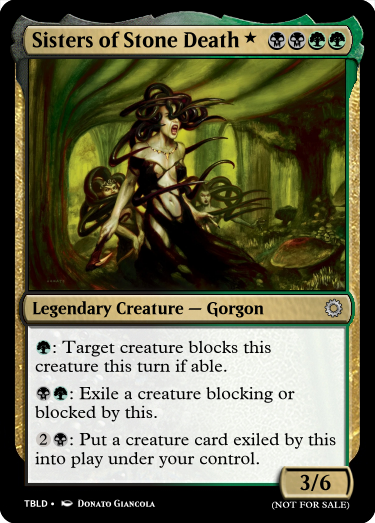 Sisters of Stone Death ★
Legendary Creature — Gorgon
: Target creature blocks this
creature this turn if able.
: Exile a creature blocking or
blocked by this.
2 : Put a creature card exiled by this
into play under your control.
3/6
TBLD • Donato Giancola
(NOT FOR SALE)